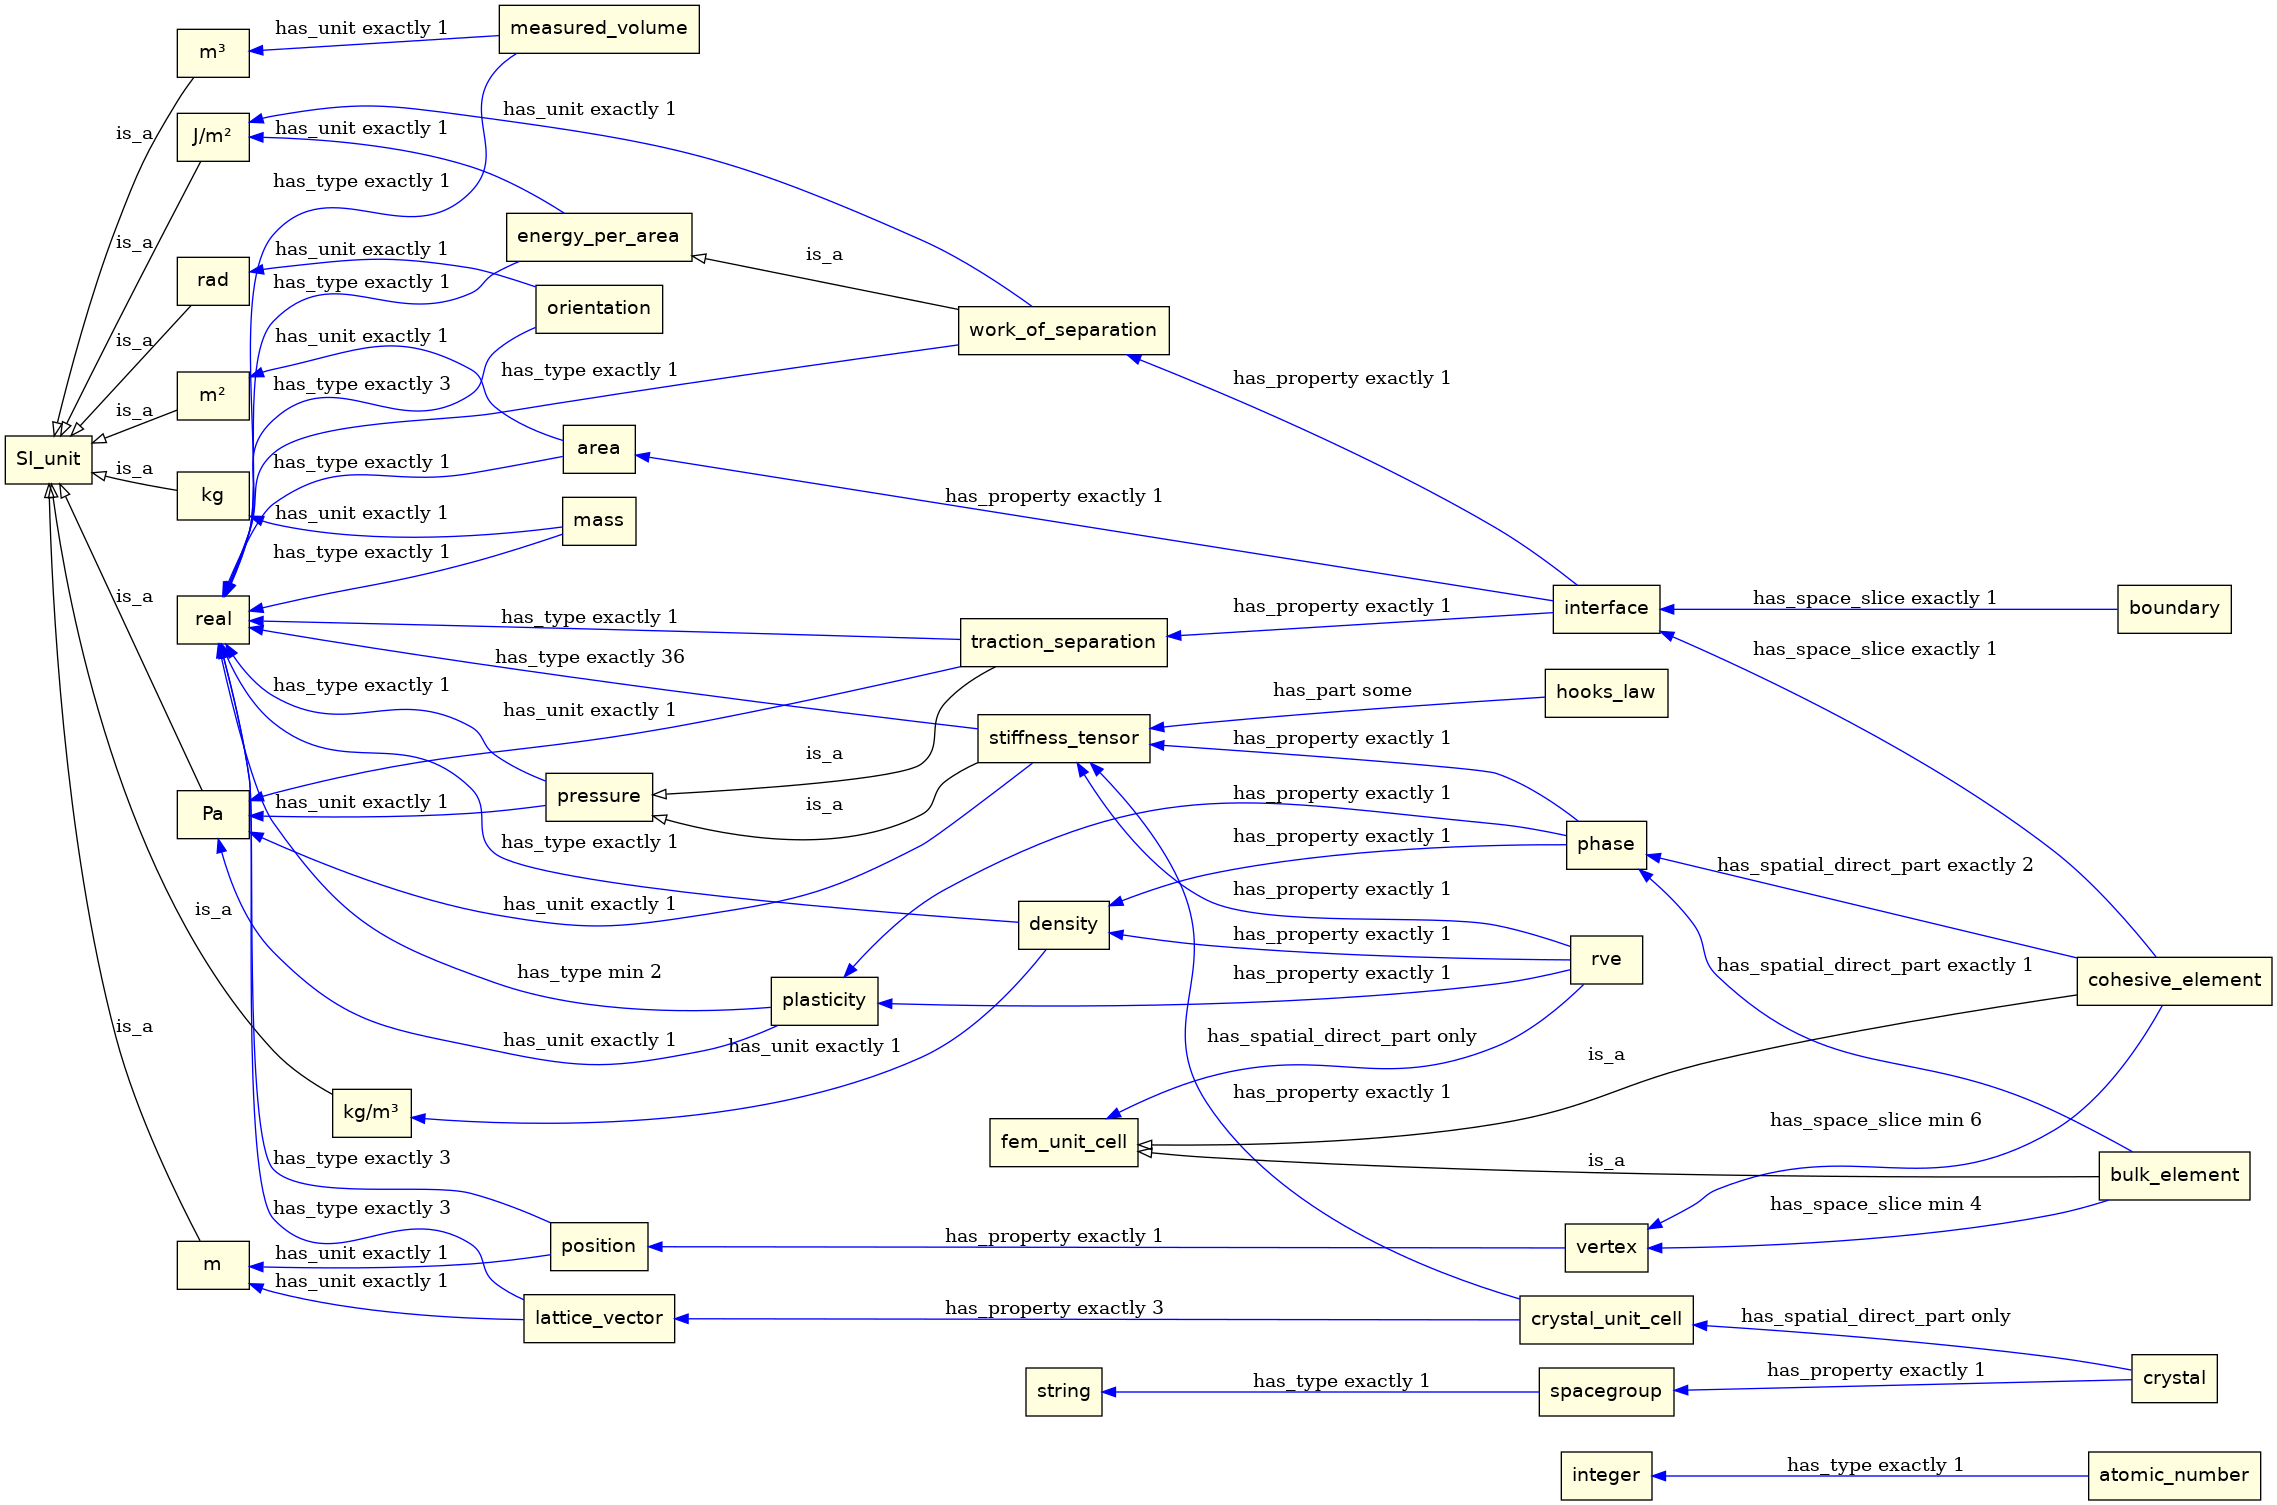 measured_volume
has_unit exactly 1
m³
has_unit exactly 1
has_unit exactly 1
J/m²
is_a
has_type exactly 1
energy_per_area
is_a
has_unit exactly 1
is_a
rad
has_type exactly 1
orientation
work_of_separation
has_unit exactly 1
is_a
has_type exactly 1
has_property exactly 1
has_type exactly 3
m²
is_a
area
SI_unit
has_type exactly 1
is_a
kg
has_property exactly 1
has_unit exactly 1
mass
has_type exactly 1
is_a
has_space_slice exactly 1
has_property exactly 1
interface
boundary
real
has_type exactly 1
traction_separation
has_space_slice exactly 1
has_type exactly 36
has_type exactly 1
has_part some
hooks_law
has_unit exactly 1
stiffness_tensor
has_property exactly 1
is_a
pressure
has_property exactly 1
has_unit exactly 1
is_a
Pa
has_type exactly 1
has_property exactly 1
phase
has_spatial_direct_part exactly 2
has_property exactly 1
has_unit exactly 1
is_a
density
has_property exactly 1
rve
has_spatial_direct_part exactly 1
has_type min 2
has_property exactly 1
cohesive_element
plasticity
is_a
has_unit exactly 1
has_unit exactly 1
has_spatial_direct_part only
is_a
has_property exactly 1
kg/m³
has_space_slice min 6
fem_unit_cell
has_type exactly 3
is_a
bulk_element
has_type exactly 3
has_space_slice min 4
has_property exactly 1
position
vertex
has_unit exactly 1
m
has_unit exactly 1
has_property exactly 3
lattice_vector
crystal_unit_cell
has_spatial_direct_part only
has_property exactly 1
crystal
string
has_type exactly 1
spacegroup
has_type exactly 1
integer
atomic_number